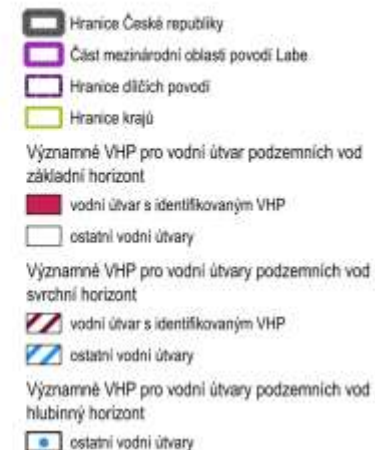 Hranice České republiky
Část mezinárodní oblasti povodí Labe
Hranice dílčích povodí
Hranice krajů
Významné VHP pro vodní útvar podzemních vod
základní horizont
vodní útvar s identifikovaným VHP
ostatní vodní útvary
Významné VHP pro vodní útvary podzemních vod
svrchní horizont
vodní útvar s identifikovaným VHP
ostatní vodní útvary
Významné VHP pro vodní útvary podzemních vod
hlubinný horizont
ostatní vodní útvary